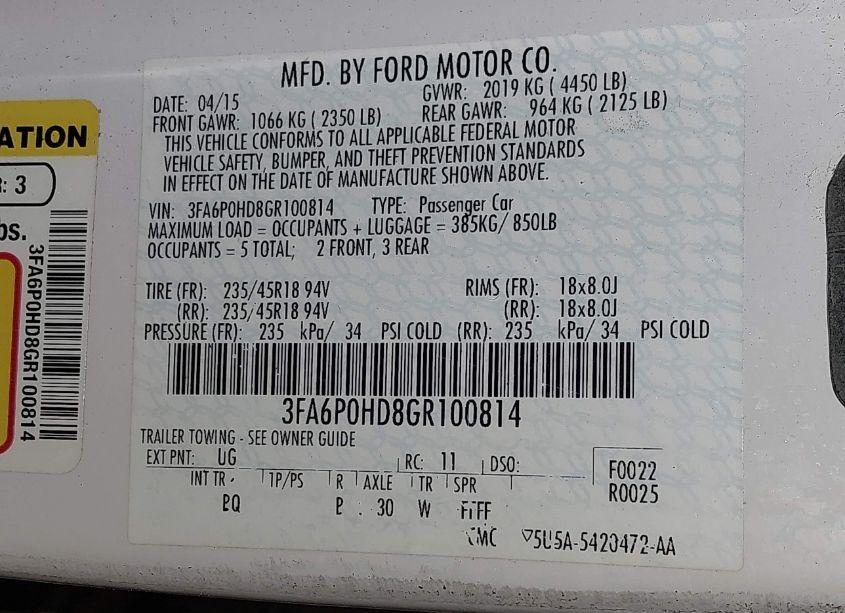 MFD. BY FORD MOTOR CO.
DATE: 04/15 GVWR: 2019 KG ( 4450 LB)
FRONT GAWR: 1066 KG ( 2350 LB) REAR GAWR: 964 KG ( 2125 LB)
THIS VEHICLE CONFORMS TO ALL APPLICABLE FEDERAL MOTOR
VEHICLE SAFETY, BUMPER, AND THEFT PREVENTION STANDARDS
IN EFFECT ON THE DATE OF MANUFACTURE SHOWN ABOVE.
VIN: 3FA6P0HD8GR100814 TYPE: Passenger Car
MAXIMUM LOAD = OCCUPANTS + LUGGAGE = 385KG/ 850LB
OCCUPANTS = 5 TOTAL; 2 FRONT, 3 REAR
TIRE (FR): 235/45R18 94V RIMS (FR): 18x8.0J
(RR): 235/45R18 94V (RR): 18x8.0J
PRESSURE (FR): 235 kPa/ 34 PSI COLD (RR): 235 kPa/ 34 PSI COLD
3FA6P0HD8GR100814
TRAILER TOWING - SEE OWNER GUIDE
EXT PNT: UG RC: 11 DSO:
INT TR TP/PS R AXLE TR SPR
30 W
F0022
R0025
5U5A-5420472-AA
ATION
R: 3
bs.
3FA6P0HD8GR100814